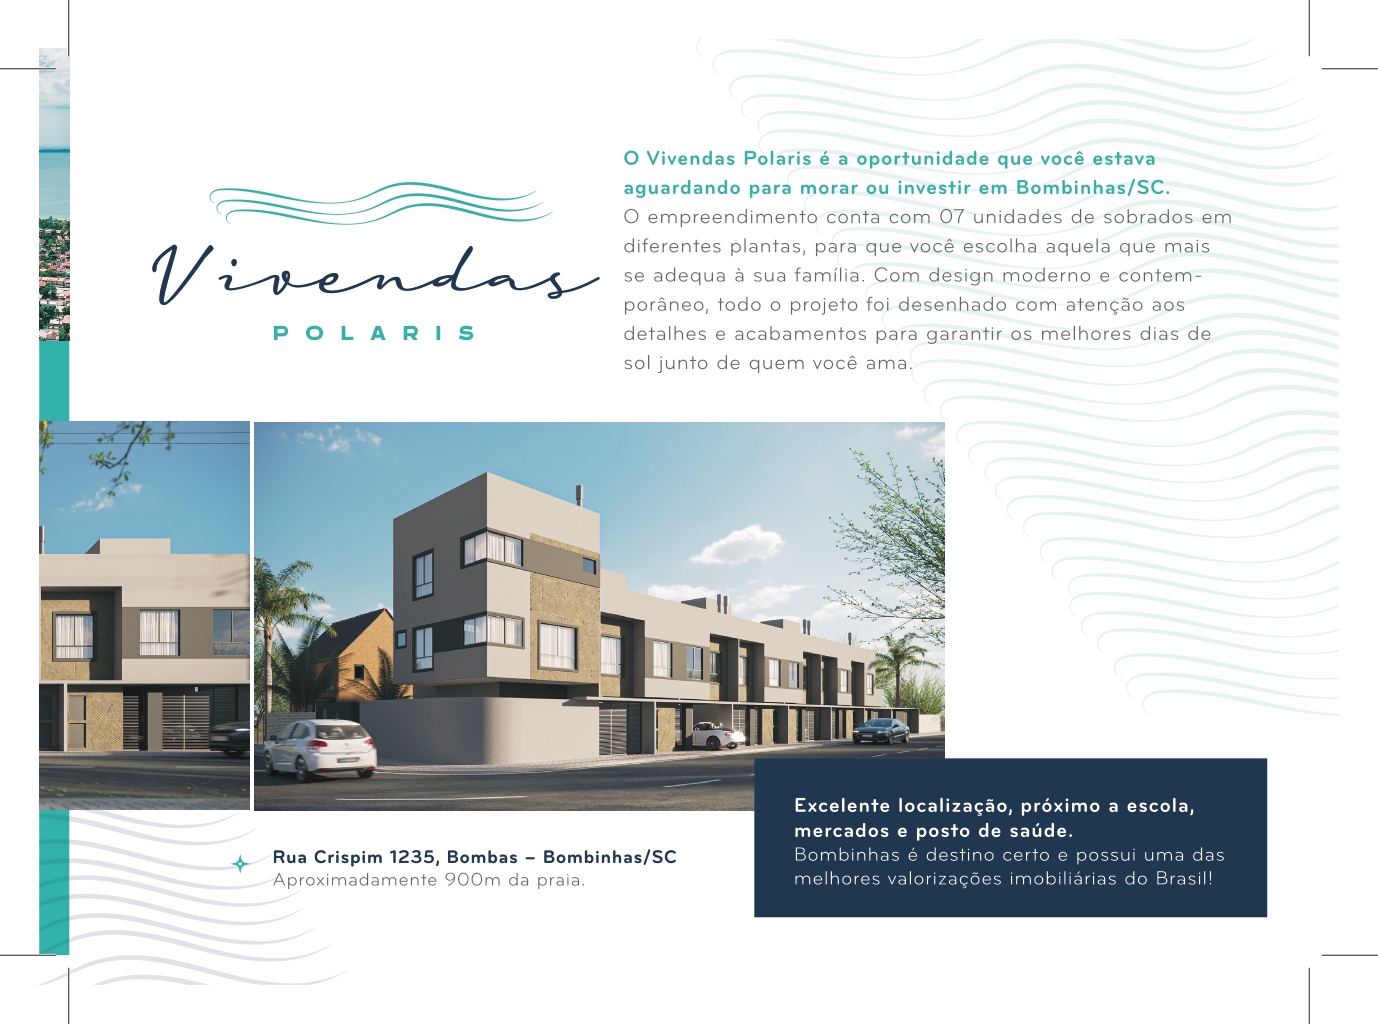 Vivendas
POLARIS
O Vivendas Polaris é a oportunidade que você estava
aguardando para morar ou investir em Bombinhas/SC.
O empreendimento conta com 07 unidades de sobrados em
diferentes plantas, para que você escolha aquela que mais
se adequa à sua família. Com design moderno e contem-
porâneo, todo o projeto foi desenhado com atenção aos
detalhes e acabamentos para garantir os melhores dias de
sol junto de quem você ama.
Rua Crispim 1235, Bombas – Bombinhas/SC
Aproximadamente 900m da praia.
Excelente localização, próximo a escola,
mercados e posto de saúde.
Bombinhas é destino certo e possui uma das
melhores valorizações imobiliárias do Brasil!